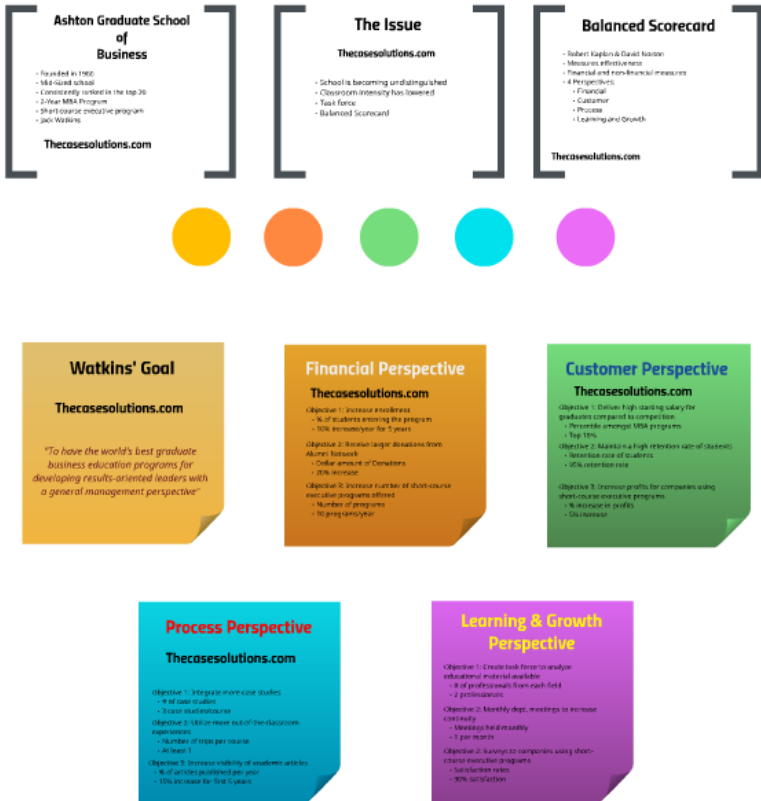 Ashton Graduate School
of
Business
- Founded in 1966
- Mid-sized school
- Consistently ranked in the top 20
- 2-Year MBA Program
- Short-course executive program
- Jack Watkins
Thecasesolutions.com
The Issue
Thecasesolutions.com
- School is becoming undistinguished
- Classroom intensity has lowered
- Task force
- Balanced Scorecard
Balanced Scorecard
- Robert Kaplan & David Norton
- Measures effectiveness
- Financial and non-financial measures
- 4 Perspectives:
- Financial
- Customer
- Process
- Learning and Growth
Thecasesolutions.com
Watkins' Goal
Thecasesolutions.com
"To have the world's best graduate
business education programs for
developing results-oriented leaders with
a general management perspective"
Financial Perspective
Thecasesolutions.com
Objective 1: Increase enrollment
- % of students entering the program
- 10% increase/year for 5 years
Objective 2: Receive larger donations from
Alumni Network
- Dollar amount of Donations
- 20% increase
Objective 3: Increase number of short-course
executive programs offered
- Number of programs
- 10 programs/year
Customer Perspective
Thecasesolutions.com
Objective 1: Deliver high starting salary for
graduates compared to competition
- Percentile amongst MBA programs
- Top 15%
Objective 2: Maintain a high retention rate of students
- Retention rate of students
- 95% retention rate
Objective 3: Increase profits for companies using
short-course executive programs
- % increase in profits
- 5% increase
Process Perspective
Thecasesolutions.com
Objective 1: Integrate more case studies
- # of case studies
- 3 case studies/course
Objective 2: Utilize more out-of-the-classroom
experiences
- Number of trips per course
- At least 1
Objective 3: Increase visibility of academic articles
- % of articles published per year
- 15% increase for first 5 years
Learning & Growth
Perspective
Objective 1: Create task force to analyze
educational material available
- # of professionals from each field
- 2 professionals
Objective 2: Monthly dept. meetings to increase
continuity
- Meetings held monthly
- 1 per month
Objective 2: Surveys to companies using short-
course executive programs
- Satisfaction rates
- 90% satisfaction